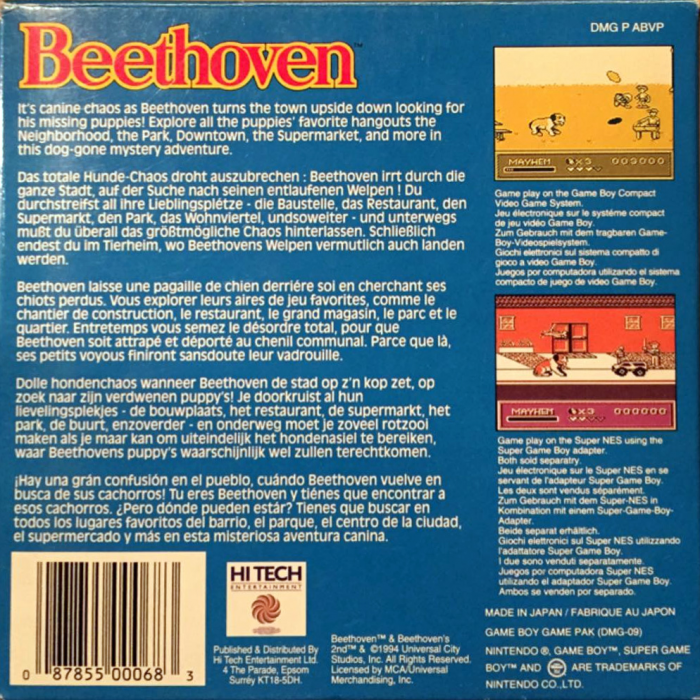 Beethoven™
DMG P ABVP
It's canine chaos as Beethoven turns the town upside down looking for
his missing puppies! Explore all the puppies' favorite hangouts the
Neighborhood, the Park, Downtown, the Supermarket, and more in
this dog-gone mystery adventure.
Das totale Hunde-Chaos droht auszubrechen : Beethoven irrt durch die
ganze Stadt, auf der Suche nach seinen entlaufenen Welpen ! Du
durchstreifst all ihre Lieblingsplétze - die Baustelle, das Restaurant, den
Supermarkt, den Park, das Wohnviertel, undsoweiter - und unterwegs
mußt du überall das größtmögliche Chaos hinterlassen. Schließlich
endest du im Tierheim, wo Beethovens Welpen vermutlich auch landen
werden.
Beethoven laisse une pagaille de chien derriére soi en cherchant ses
chiots perdus. Vous explorer leurs aires de jeu favorites, comme le
chantier de construction, le restaurant, le grand magasin, le parc et le
quartier. Entretemps vous semez le désordre total, pour que
Beethoven soit attrapé et déporté au chenil communal. Parce que là,
ses petits voyous finiront sansdoute leur vadrouille.
Dolle hondenchaos wanneer Beethoven de stad op z'n kop zet, op
zoek naar zijn verdwenen puppy's! Je doorkruist al hun
lievelingsplekjes - de bouwplaats, het restaurant, de supermarkt, het
park, de buurt, enzoverder - en onderweg moet je zoveel rotzooi
maken als je maar kan om uiteindelijk het hondenasiel te bereiken,
waar Beethovens puppy's waarschijnlijk wel zullen terechtkomen.
¡Hay una grán confusión en el pueblo, cuándo Beethoven vuelve en
busca de sus cachorros! Tu eres Beethoven y tiénes que encontrar a
esos cachorros. ¿Pero dónde pueden estár? Tienes que buscar en
todos los lugares favoritos del barrio, el parque, el centro de la ciudad,
el supermercado y más en esta misteriosa aventura canina.
MAYHEM X3 003000
Game play on the Game Boy Compact
Video Game System.
Jeu électronique sur le systéme compact
de jeu vidéo Game Boy.
Zum Gebrauch mit dem tragbaren Game-
Boy-Videospielsystem.
Giochi elettronici sul sistema compatto di
gioco a video Game Boy.
Juegos por computadora utilizando el sistema
compacto de juego de video Game Boy.
MAYHEM X3 000000
Game play on the Super NES using the
Super Game Boy adapter.
Both sold separatry.
Jeu électronique sur le Super NES en se
servant de l'adapteur Super Game Boy.
Les deux sont vendus séparément.
Zum Gebrauch mit dem Super-NES in
Kombination mit einem Super-Game-Boy-
Adapter.
Beide separat erhältlich.
Giochi elettronici sul Super NES utilizzando
l'adattatore Super Game Boy.
I due sono venduti separatamente.
Juegos por computadora Super NES
utilizando el adaptador Super Game Boy.
Ambos se venden por separado.
MADE IN JAPAN / FABRIQUE AU JAPON
GAME BOY GAME PAK (DMG-09)
NINTENDO ®, GAME BOY™, SUPER GAME
BOY™ AND ARE TRADEMARKS OF
NINTENDO CO., LTD.
0 87855 00068 3
HI TECH
ENTERTAINMENT
Published & Distributed By
Hi Tech Entertainment Ltd.
4 The Parade, Epsom
Surréy KT18-5DH.
Beethoven™ & Beethoven's
2nd™ & ©1994 Universal City
Studios, Inc. All Rights Reserved.
Licensed by MCA/Universal
Merchandising, Inc.